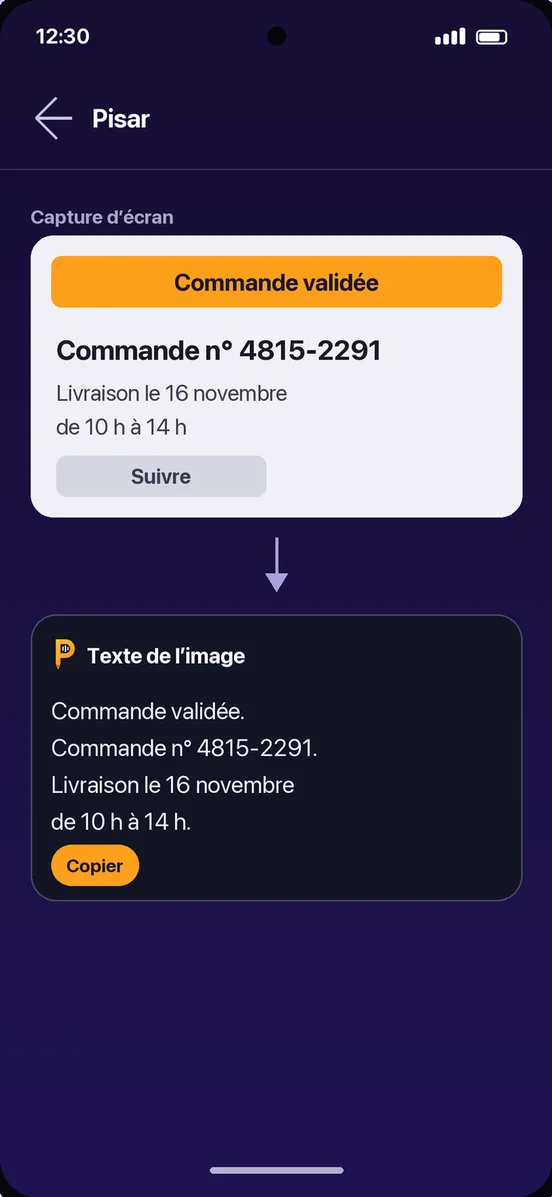 12:30
Pisar
Capture d’écran
Commande validée
Commande n° 4815-2291
Livraison le 16 novembre
de 10 h à 14 h
Suivre
Texte de l’image
Commande validée.
Commande n° 4815-2291.
Livraison le 16 novembre
de 10 h à 14 h.
Copier